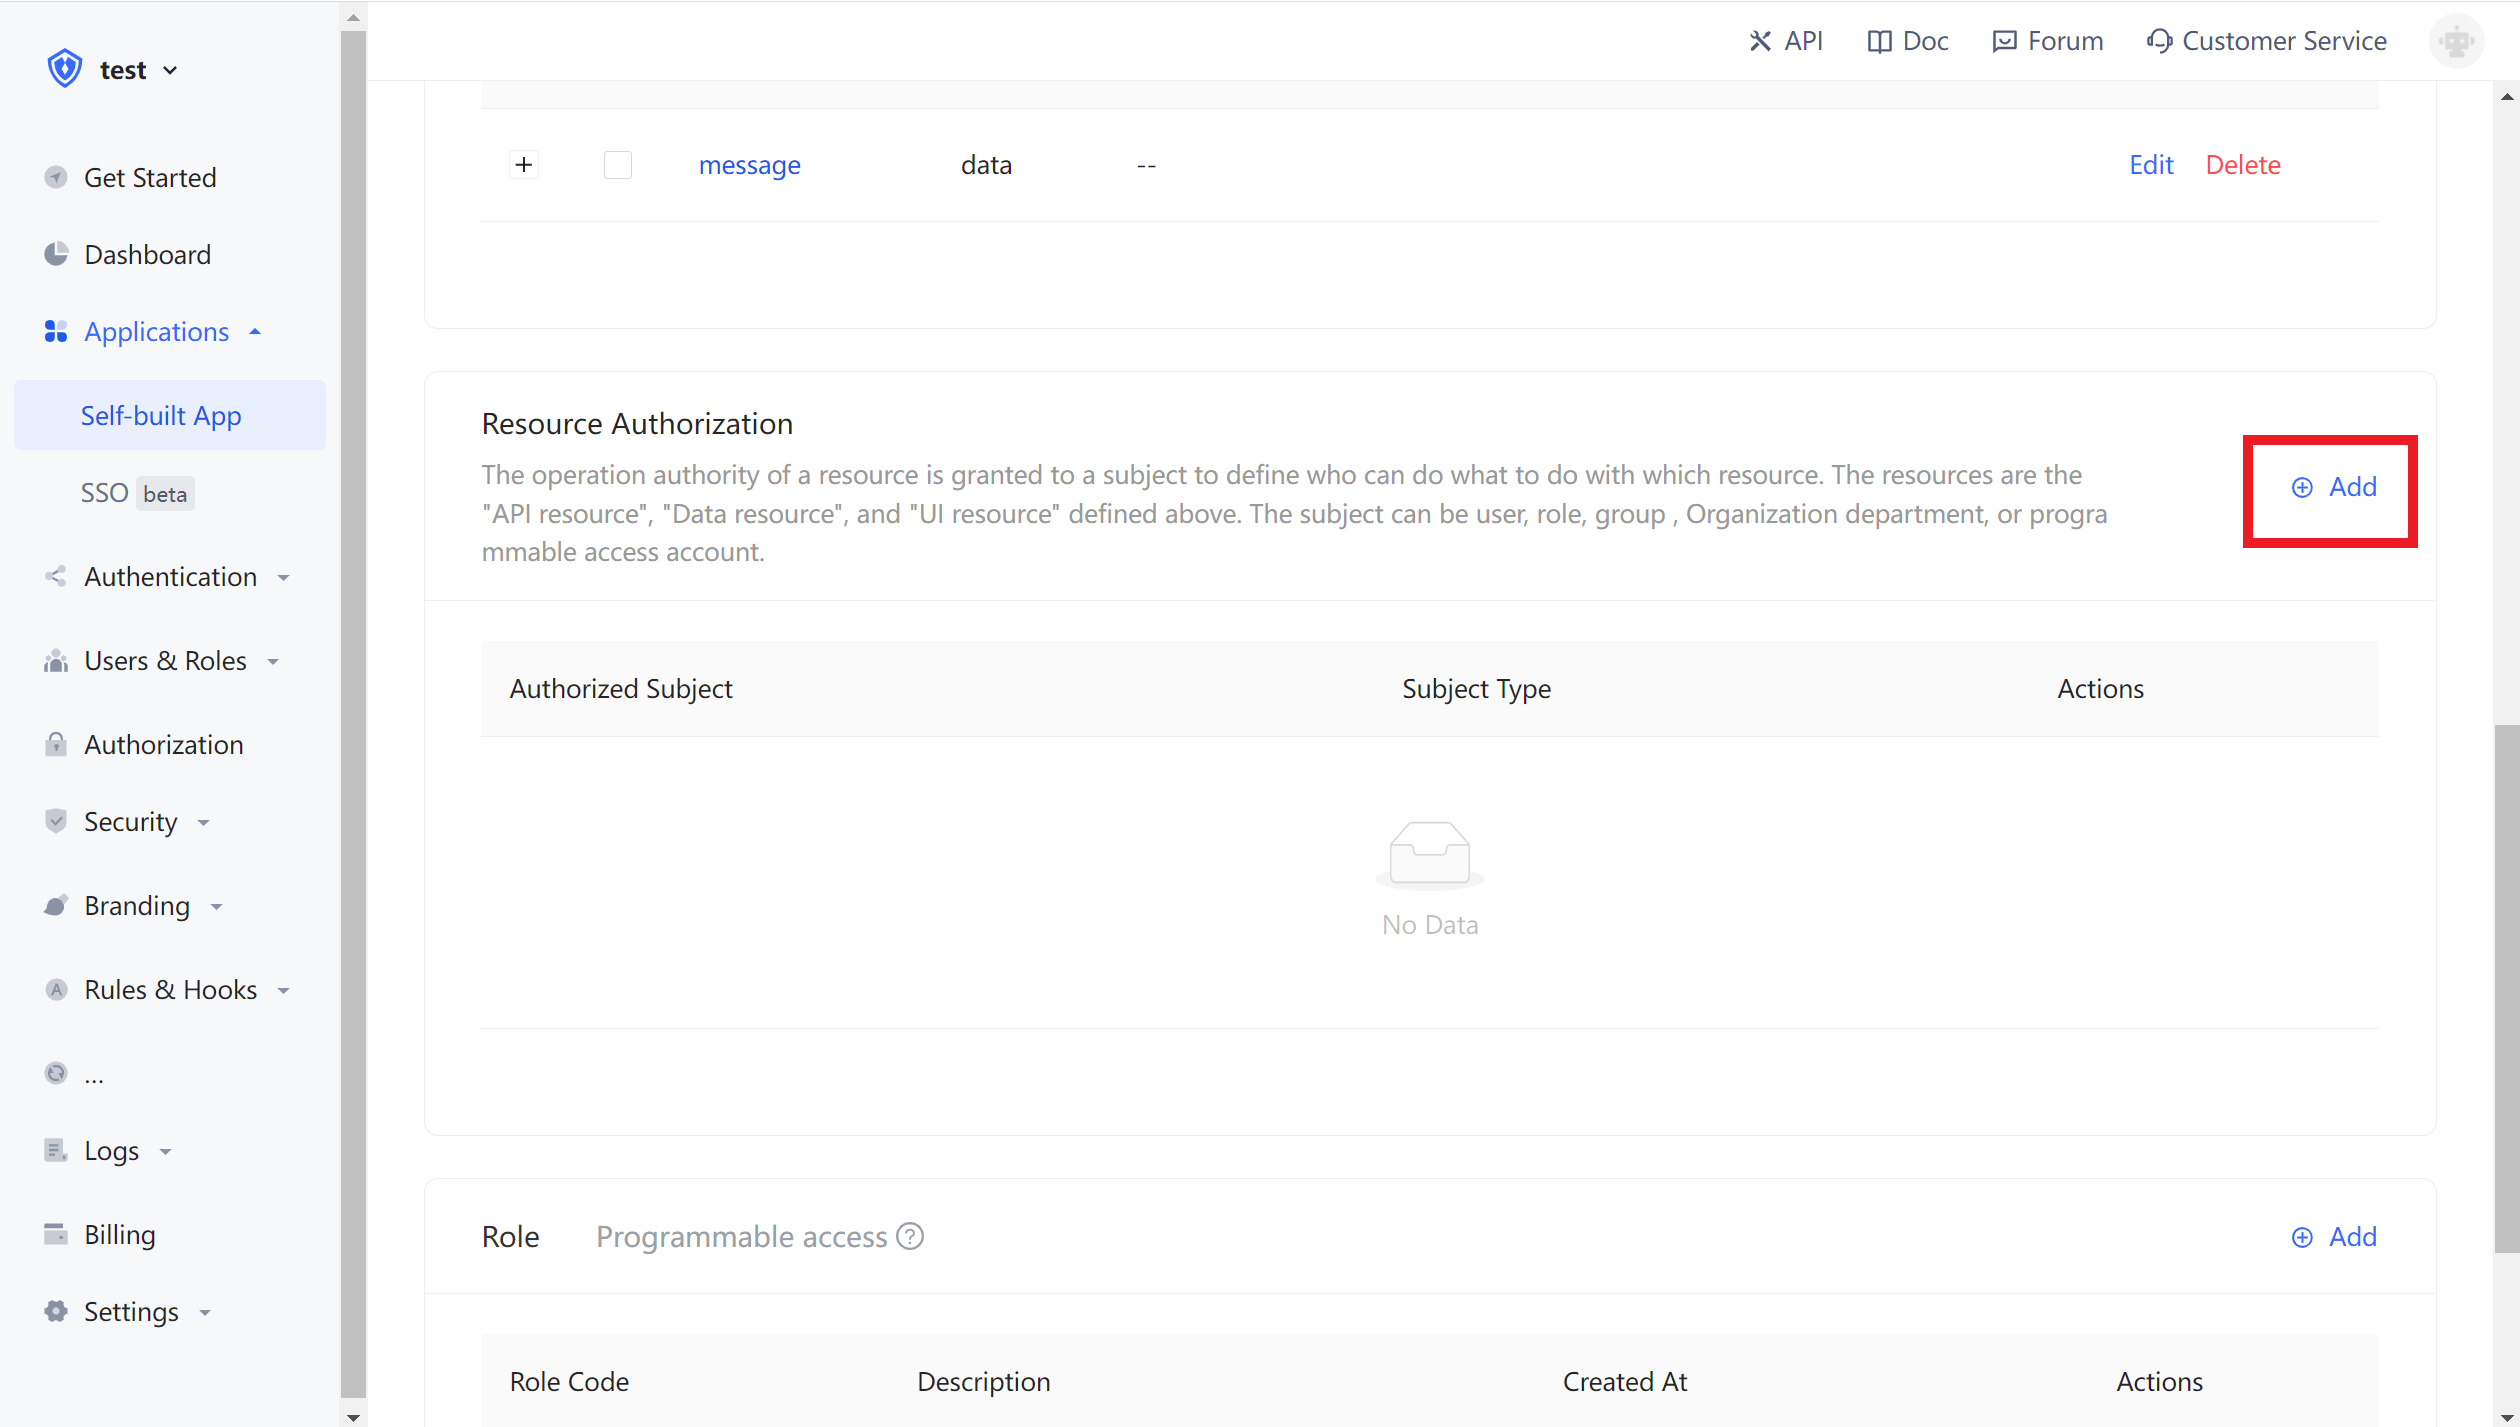 test
API
Doc
Forum
Customer Service
Get Started
Dashboard
Applications
Self-built App
SSO beta
Authentication
Users & Roles
Authorization
Security
Branding
Rules & Hooks
...
Logs
Billing
Settings
message data -- Edit Delete
Resource Authorization
The operation authority of a resource is granted to a subject to define who can do what to do with which resource. The resources are the
"API resource", "Data resource", and "UI resource" defined above. The subject can be user, role, group , Organization department, or progra
mmable access account.
Add
Authorized Subject Subject Type Actions
No Data
Role Programmable access ? Add
Role Code Description Created At Actions